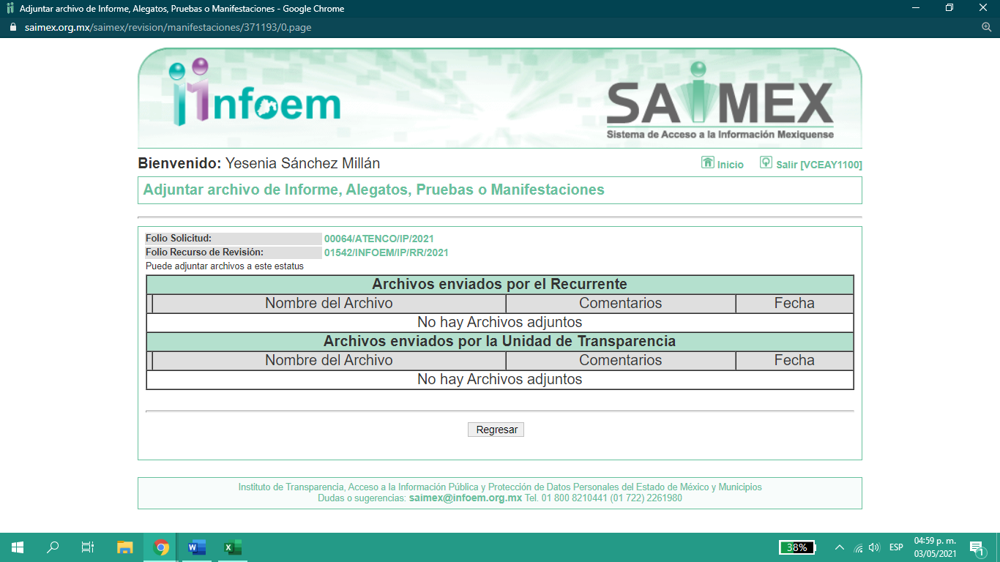 Adjuntar archivo de Informe, Alegatos, Pruebas o Manifestaciones - Google Chrome
saimex.org.mx/saimex/revision/manifestaciones/371193/0.page
infoem
SAiMEX
Sistema de Acceso a la Información Mexiquense
Bienvenido: Yesenia Sánchez Millán
Inicio Salir [VCEAY1100]
Adjuntar archivo de Informe, Alegatos, Pruebas o Manifestaciones
Folio Solicitud: 00064/ATENCO/IP/2021
Folio Recurso de Revisión: 01542/INFOEM/IP/RR/2021
Puede adjuntar archivos a este estatus
Archivos enviados por el Recurrente
Nombre del Archivo Comentarios Fecha
No hay Archivos adjuntos
Archivos enviados por la Unidad de Transparencia
Nombre del Archivo Comentarios Fecha
No hay Archivos adjuntos
Regresar
Instituto de Transparencia, Acceso a la Información Pública y Protección de Datos Personales del Estado de México y Municipios
Dudas o sugerencias: saimex@infoem.org.mx Tel. 01 800 8210441 (01 722) 2261980
38% ESP 04:59 p. m.
03/05/2021
1